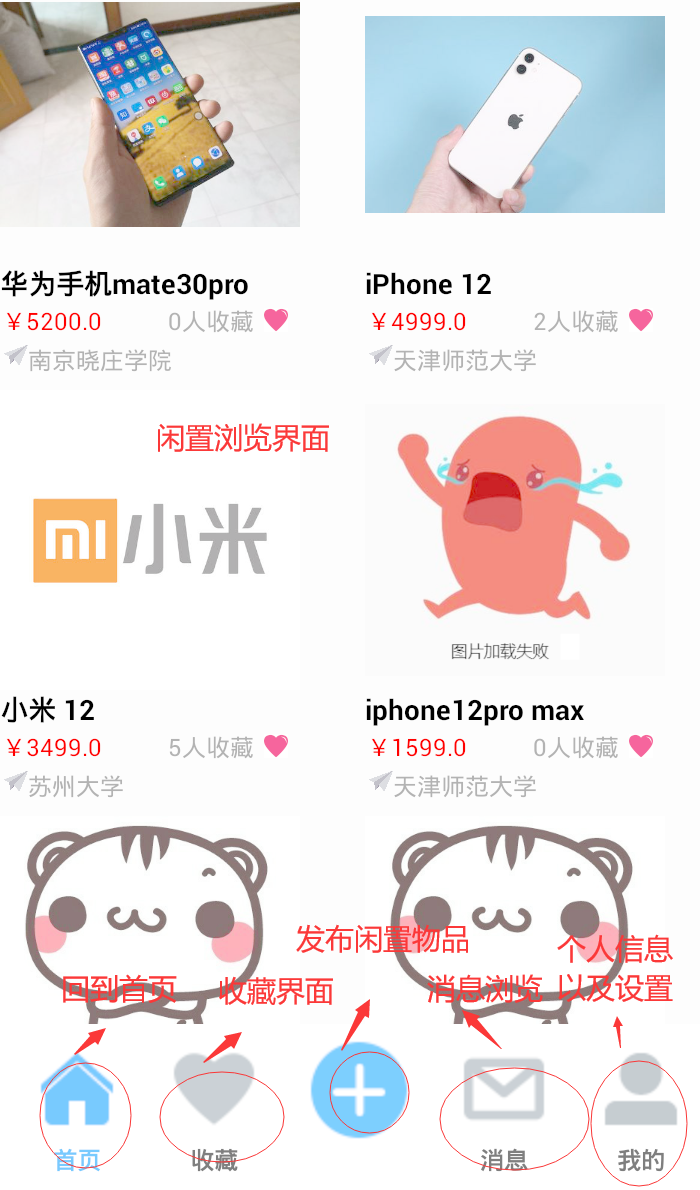 华为手机mate30pro
iPhone 12
￥5200.0
0人收藏
￥4999.0
2人收藏
南京晓庄学院
天津师范大学
闲置浏览界面
mi小米
图片加载失败
小米 12
iphone12pro max
￥3499.0
5人收藏
￥1599.0
0人收藏
苏州大学
天津师范大学
发布闲置物品
个人信息
以及设置
回到首页
收藏界面
消息浏览
首页
收藏
消息
我的